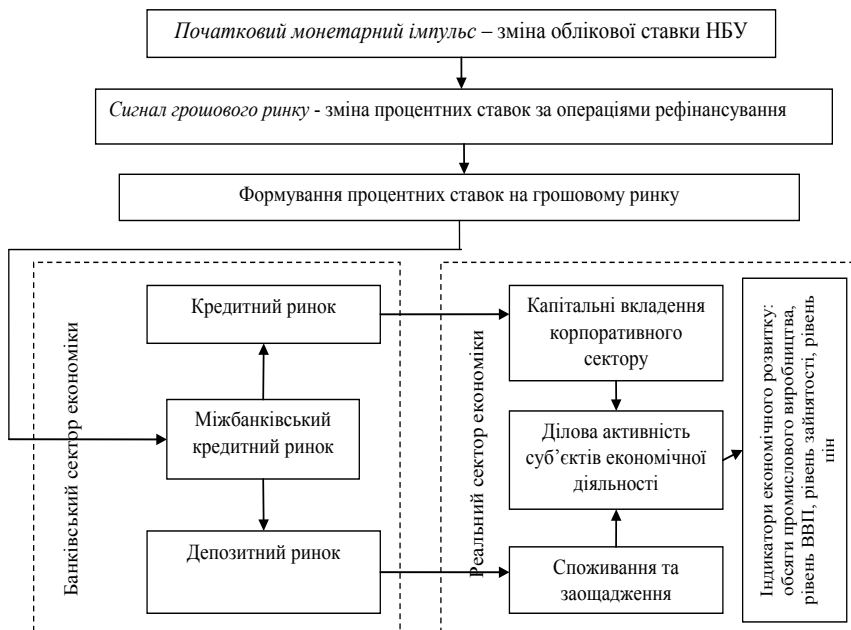 Початковий монетарний імпульс – зміна облікової ставки НБУ
Сигнал грошового ринку - зміна процентних ставок за операціями рефінансування
Формування процентних ставок на грошовому ринку
Банківський сектор економіки
Кредитний ринок
Міжбанківський
кредитний ринок
Депозитний ринок
Реальний сектор економіки
Капітальні вкладення
корпоративного
сектору
Ділова активність
суб’єктів економічної
діяльності
Споживання та
заощадження
Індикатори економічного розвитку:
обсяги промислового виробництва,
рівень ВВП, рівень зайнятості, рівень
цін